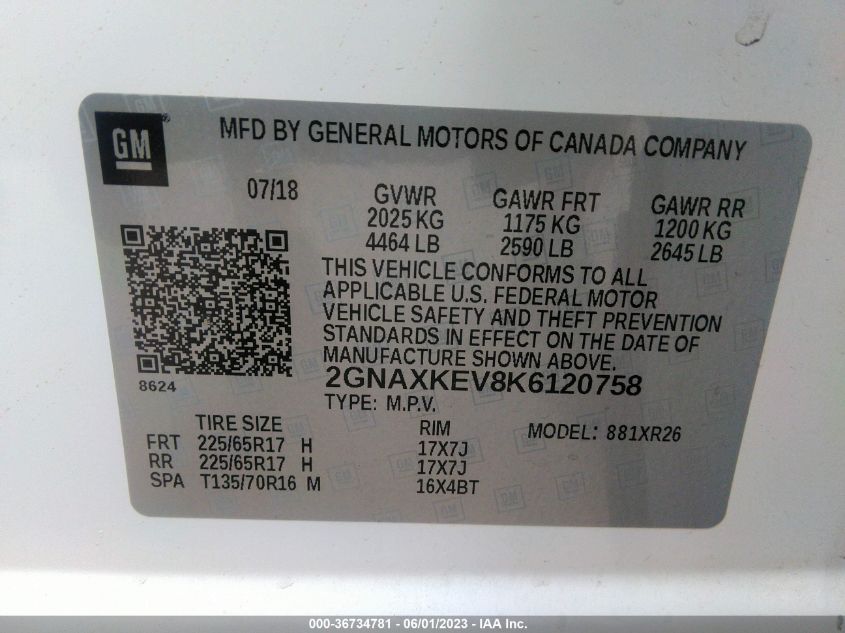 GM
MFD BY GENERAL MOTORS OF CANADA COMPANY
07/18 GVWR GAWR FRT GAWR RR
2025 KG 1175 KG 1200 KG
4464 LB 2590 LB 2645 LB
THIS VEHICLE CONFORMS TO ALL
APPLICABLE U.S. FEDERAL MOTOR
VEHICLE SAFETY AND THEFT PREVENTION
STANDARDS IN EFFECT ON THE DATE OF
MANUFACTURE SHOWN ABOVE.
8624
2GNAXKEV8K6120758
TYPE: M.P.V.
TIRE SIZE RIM MODEL: 881XR26
FRT 225/65R17 H 17X7J
RR 225/65R17 H 17X7J
SPA T135/70R16 M 16X4BT
000-36734781 - 06/01/2023 - IAA Inc.